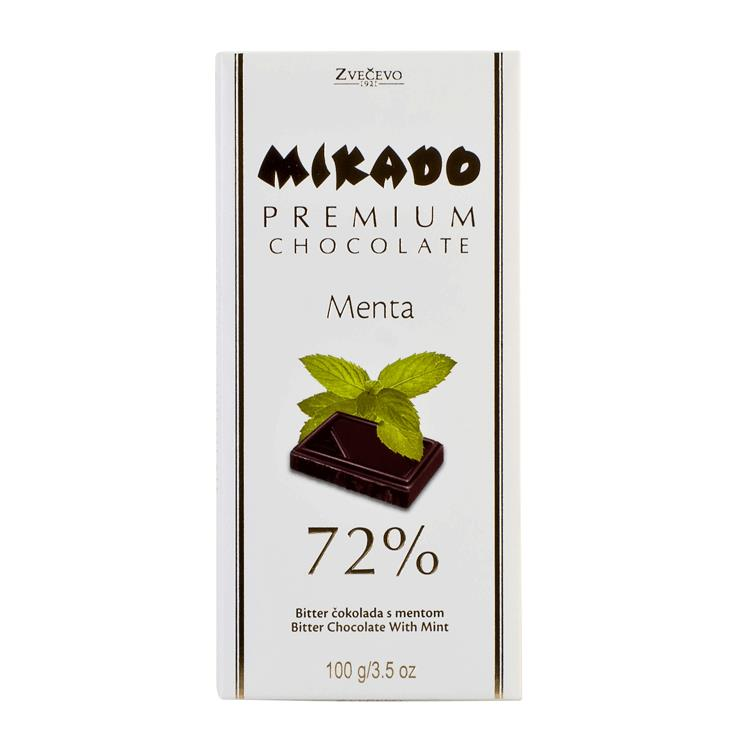 ZVEČEVO
1921
MIKADO
PREMIUM
CHOCOLATE
Menta
72%
Bitter čokolada s mentom
Bitter Chocolate With Mint
100 g/3.5 oz